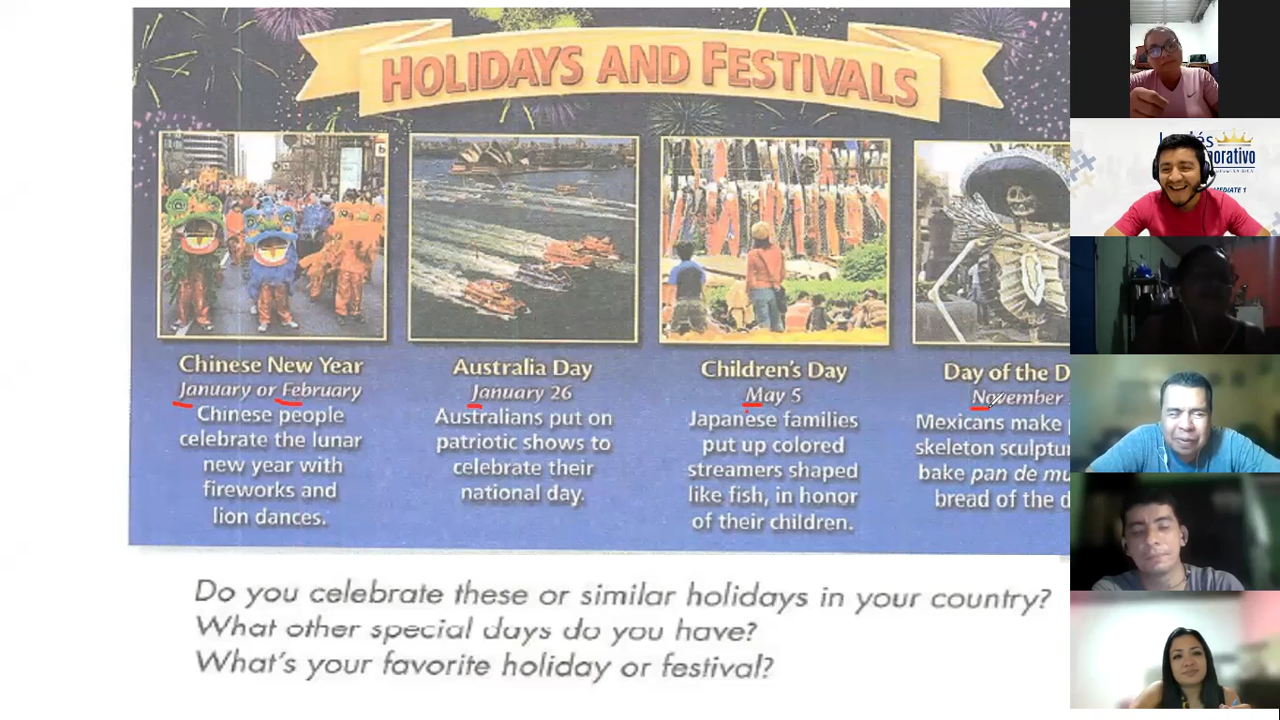 HOLIDAYS AND FESTIVALS
Chinese New Year
January or February
Chinese people
celebrate the lunar
new year with
fireworks and
lion dances.
Australia Day
January 26
Australians put on
patriotic shows to
celebrate their
national day.
Children's Day
May 5
Japanese families
put up colored
streamers shaped
like fish, in honor
of their children.
Day of the D
November
Mexicans make
skeleton sculptu
bake pan de mu
bread of the d
Do you celebrate these or similar holidays in your country?
What other special days do you have?
What's your favorite holiday or festival?